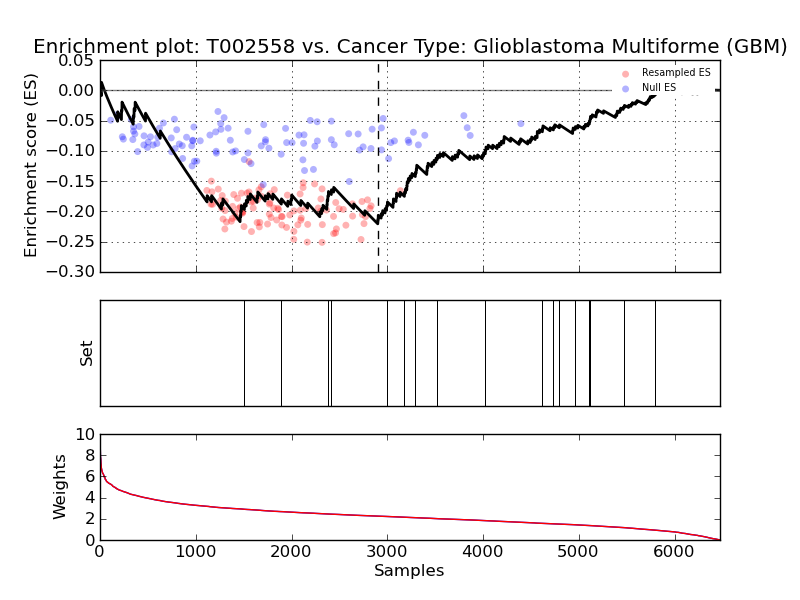 Enrichment plot: T002558 vs. Cancer Type: Glioblastoma Multiforme (GBM)
0.05
0.00
−0.05
−0.10
−0.15
−0.20
−0.25
−0.30
Enrichment score (ES)
Resampled ES
Null ES
Set
10
8
6
4
2
0
Weights
0 1000 2000 3000 4000 5000 6000
Samples